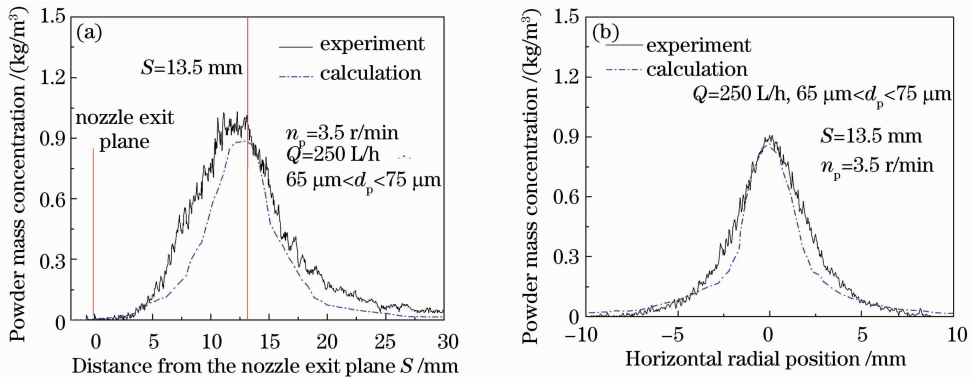 (a)
experiment
calculation
S=13.5 mm
nozzle exit
plane
n_p=3.5 r/min
Q=250 L/h
65 μm<d_p<75 μm
Powder mass concentration /(kg/m³)
1.5
1.2
0.9
0.6
0.3
0
0 5 10 15 20 25 30
Distance from the nozzle exit plane S /mm
(b)
experiment
calculation
Q=250 L/h, 65 μm<d_p<75 μm
S=13.5 mm
n_p=3.5 r/min
Powder mass concentration /(kg/m³)
1.5
1.2
0.9
0.6
0.3
0
−10 −5 0 5 10
Horizontal radial position /mm